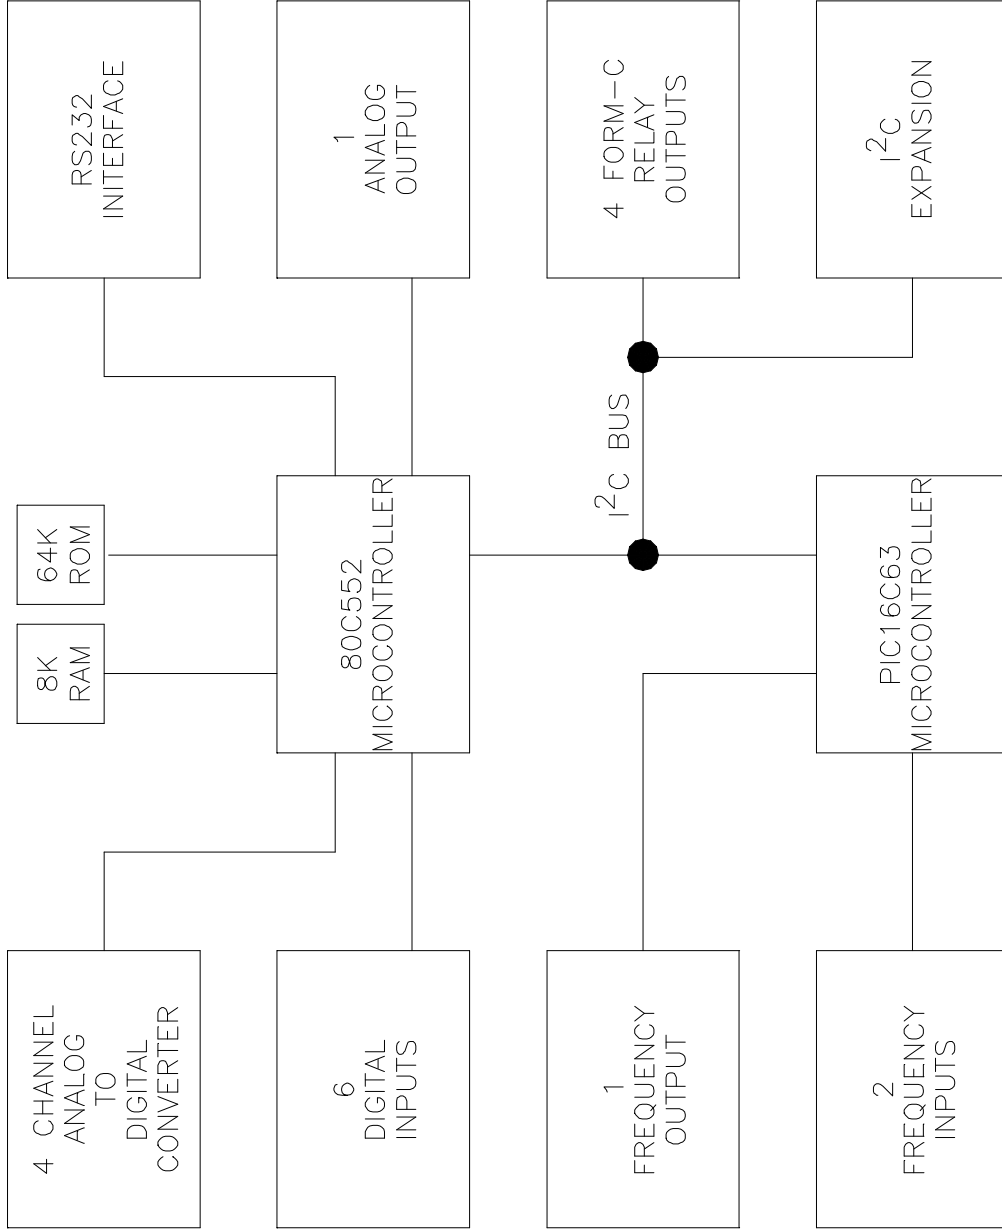 4 CHANNEL
ANALOG
TO
DIGITAL
CONVERTER
8K
RAM
64K
ROM
RS232
INITERFACE
6
DIGITAL
INPUTS
80C552
MICROCONTROLLER
1
ANALOG
OUTPUT
1
FREQUENCY
OUTPUT
I²C BUS
4 FORM-C
RELAY
OUTPUTS
2
FREQUENCY
INPUTS
PIC16C63
MICROCONTROLLER
I²C
EXPANSION